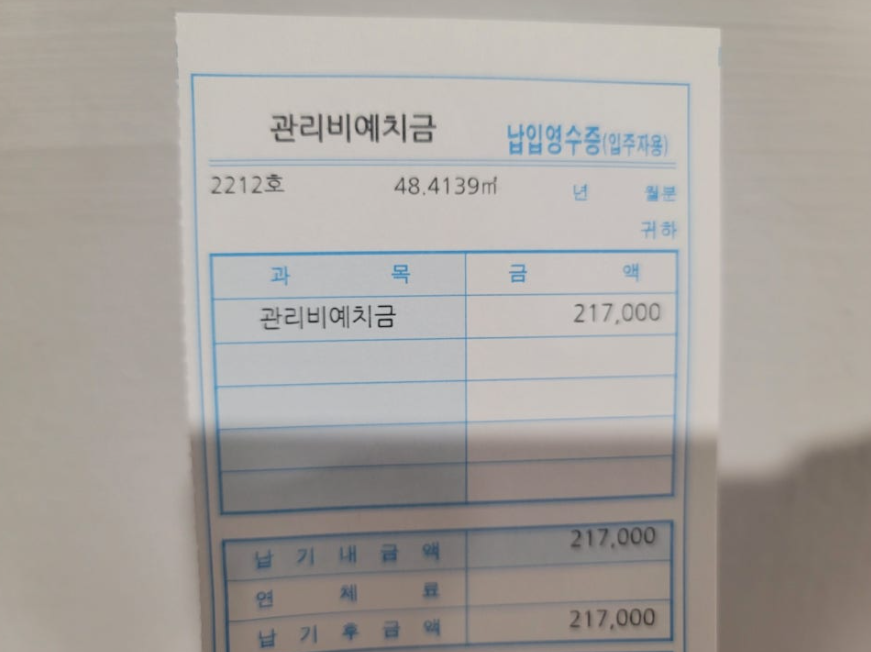 관리비예치금 납입영수증(입주자용)
2212호 48.4139㎡ 년 월분
귀하
과 목 금 액
관리비예치금 217,000
납 기 내 금 액 217,000
연 체 료
납 기 후 금 액 217,000